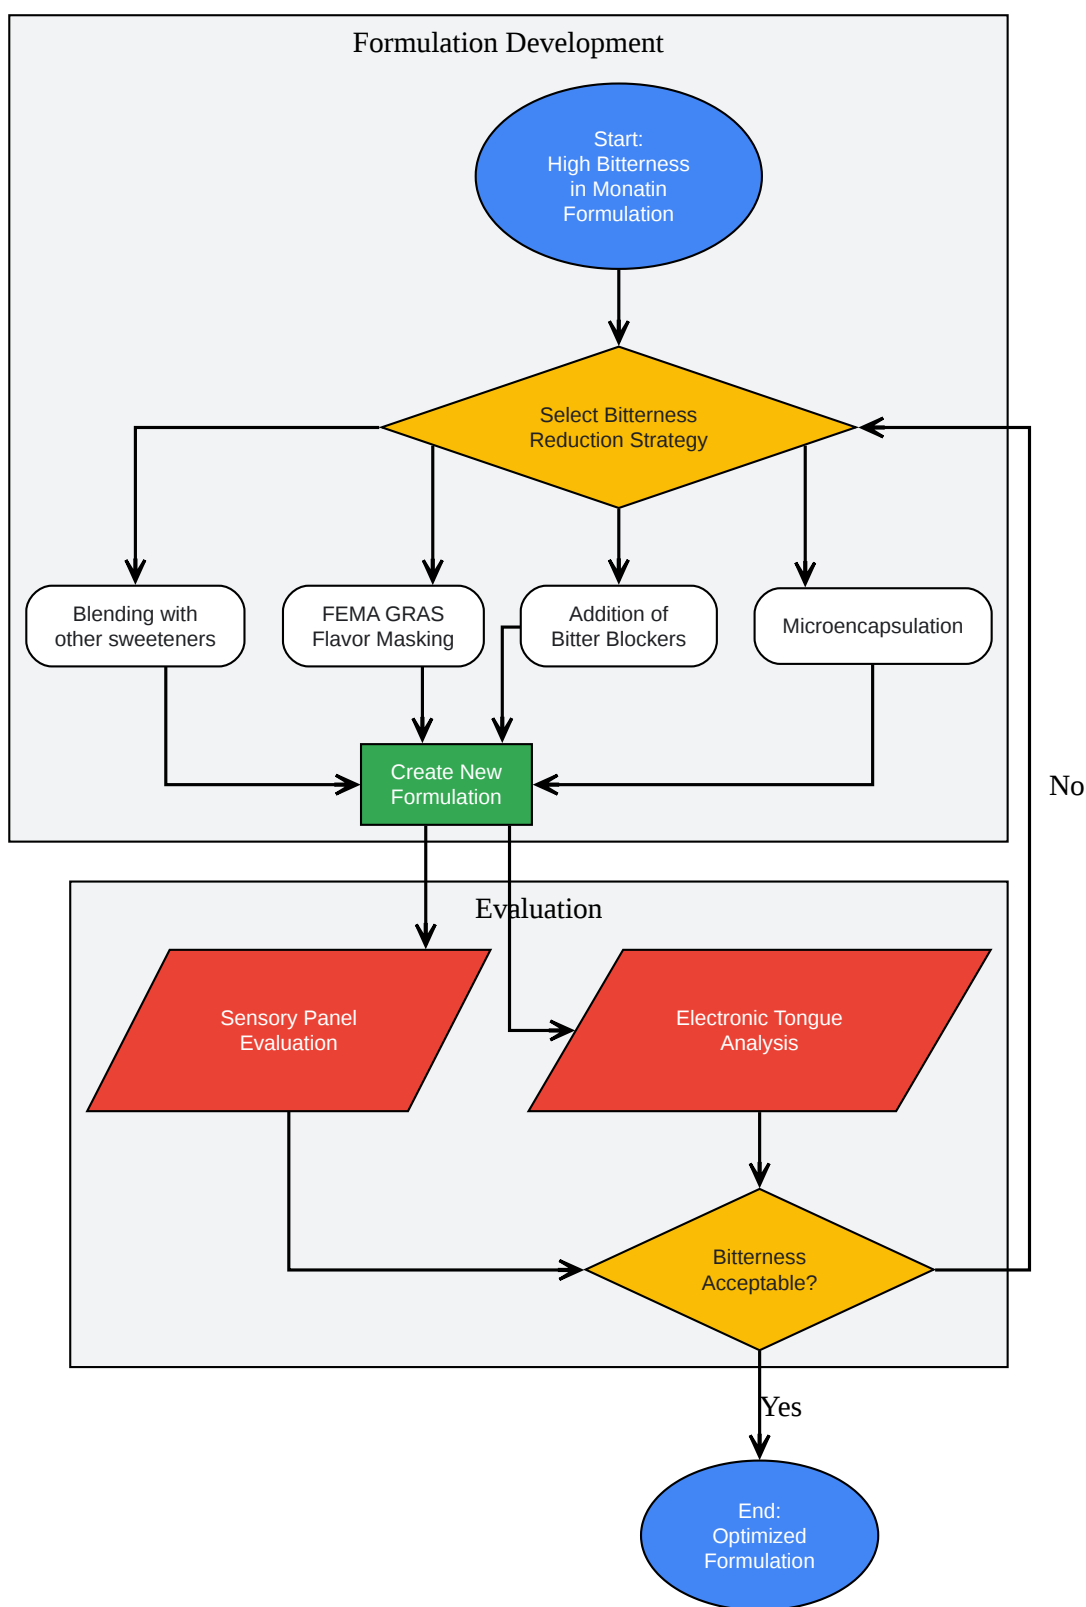 Formulation Development
Start:
High Bitterness
in Monatin
Formulation
Select Bitterness
Reduction Strategy
Blending with
other sweeteners
FEMA GRAS
Flavor Masking
Addition of
Bitter Blockers
Microencapsulation
Create New
Formulation
No
Evaluation
Sensory Panel
Evaluation
Electronic Tongue
Analysis
Bitterness
Acceptable?
Yes
End:
Optimized
Formulation